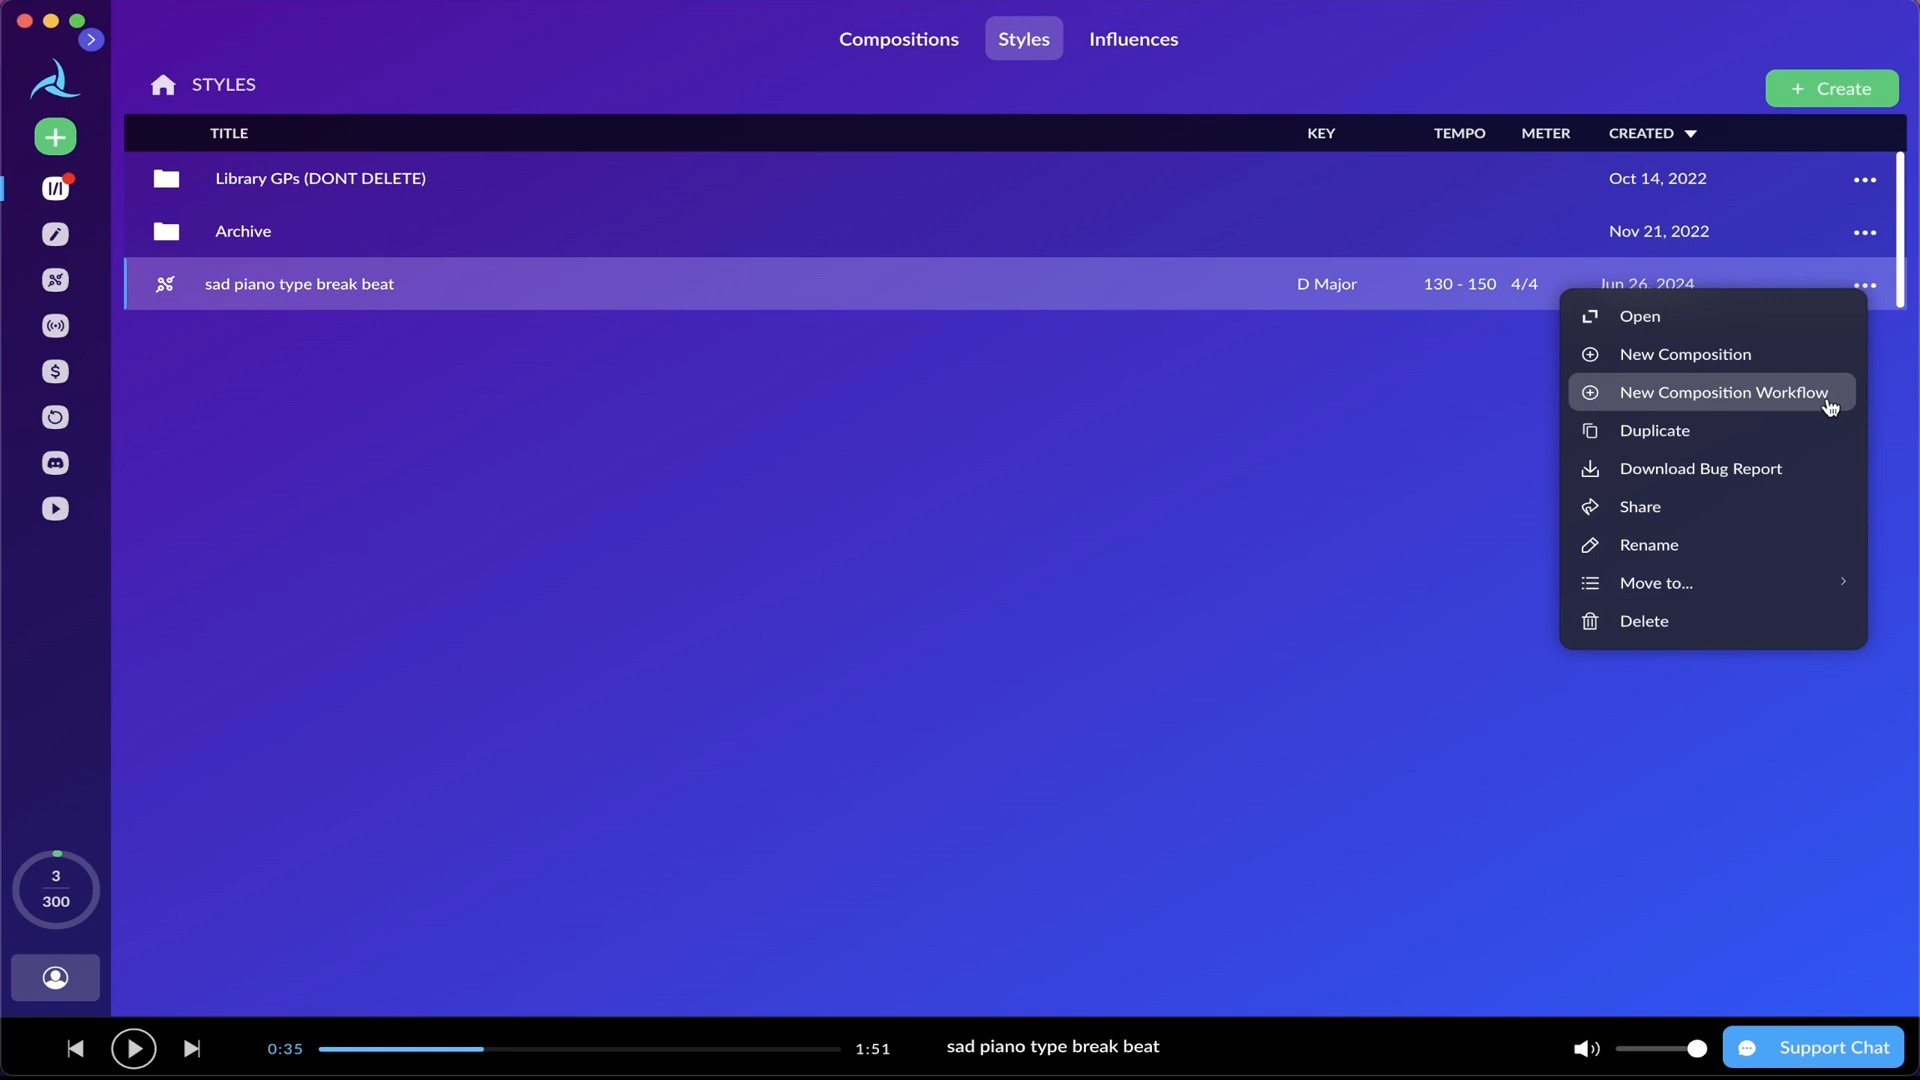 Compositions Styles Influences
STYLES
+ Create
TITLE KEY TEMPO METER CREATED
Library GPs (DONT DELETE) Oct 14, 2022
Archive Nov 21, 2022
sad piano type break beat D Major 130 - 150 4/4 Jun 26, 2024
Open
New Composition
New Composition Workflow
Duplicate
Download Bug Report
Share
Rename
Move to...
Delete
3
300
0:35 1:51 sad piano type break beat Support Chat